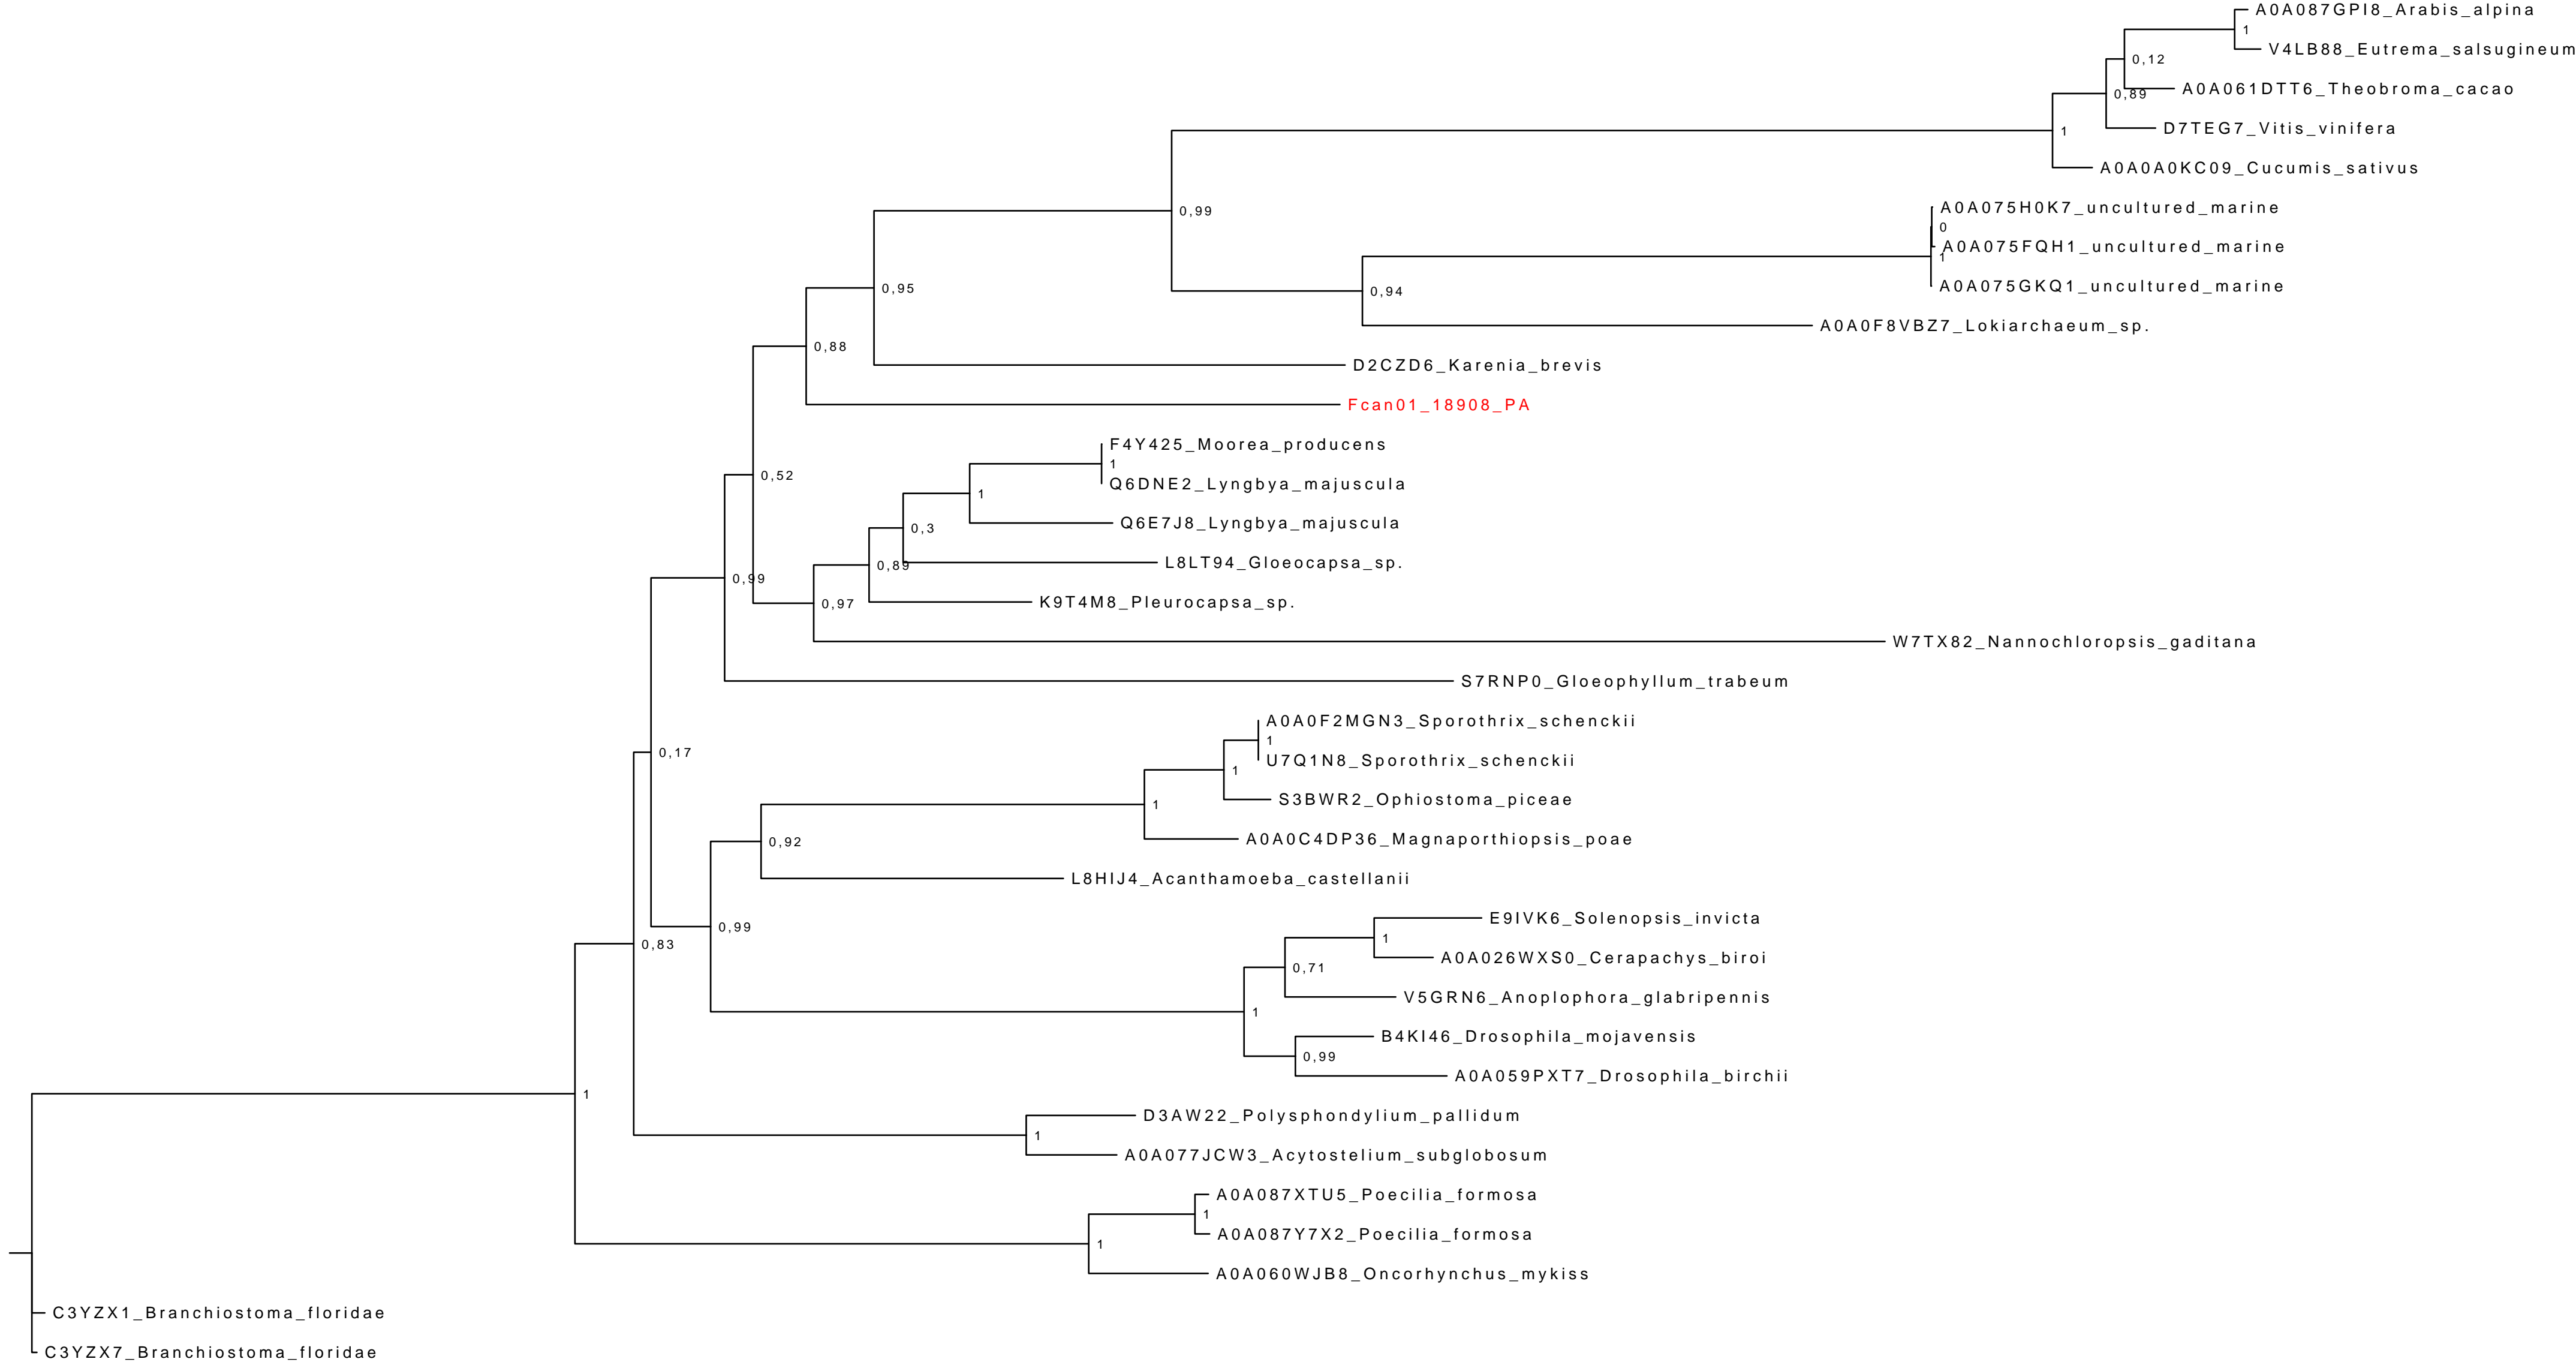 A0A087GPI8_Arabis_alpina
1
V4LB88_Eutrema_salsugineum
0,12
A0A061DTT6_Theobroma_cacao
0,89
D7TEG7_Vitis_vinifera
1
A0A0A0KC09_Cucumis_sativus
A0A075H0K7_uncultured_marine
0,99
0
A0A075FQH1_uncultured_marine
1
A0A075GKQ1_uncultured_marine
0,95
0,94
A0A0F8VBZ7_Lokiarchaeum_sp.
0,88
D2CZD6_Karenia_brevis
Fcan01_18908_PA
F4Y425_Moorea_producens
1
0,52
Q6DNE2_Lyngbya_majuscula
1
Q6E7J8_Lyngbya_majuscula
0,3
L8LT94_Gloeocapsa_sp.
0,89
0,99
K9T4M8_Pleurocapsa_sp.
0,97
W7TX82_Nannochloropsis_gaditana
S7RNP0_Gloeophyllum_trabeum
A0A0F2MGN3_Sporothrix_schenckii
1
0,17
U7Q1N8_Sporothrix_schenckii
1
S3BWR2_Ophiostoma_piceae
1
A0A0C4DP36_Magnaporthiopsis_poae
0,92
L8HIJ4_Acanthamoeba_castellanii
E9IVK6_Solenopsis_invicta
0,99
1
0,83
A0A026WXS0_Cerapachys_biroi
0,71
V5GRN6_Anoplophora_glabripennis
1
B4KI46_Drosophila_mojavensis
0,99
A0A059PXT7_Drosophila_birchii
1
D3AW22_Polysphondylium_pallidum
1
A0A077JCW3_Acytostelium_subglobosum
A0A087XTU5_Poecilia_formosa
1
A0A087Y7X2_Poecilia_formosa
1
A0A060WJB8_Oncorhynchus_mykiss
C3YZX1_Branchiostoma_floridae
C3YZX7_Branchiostoma_floridae